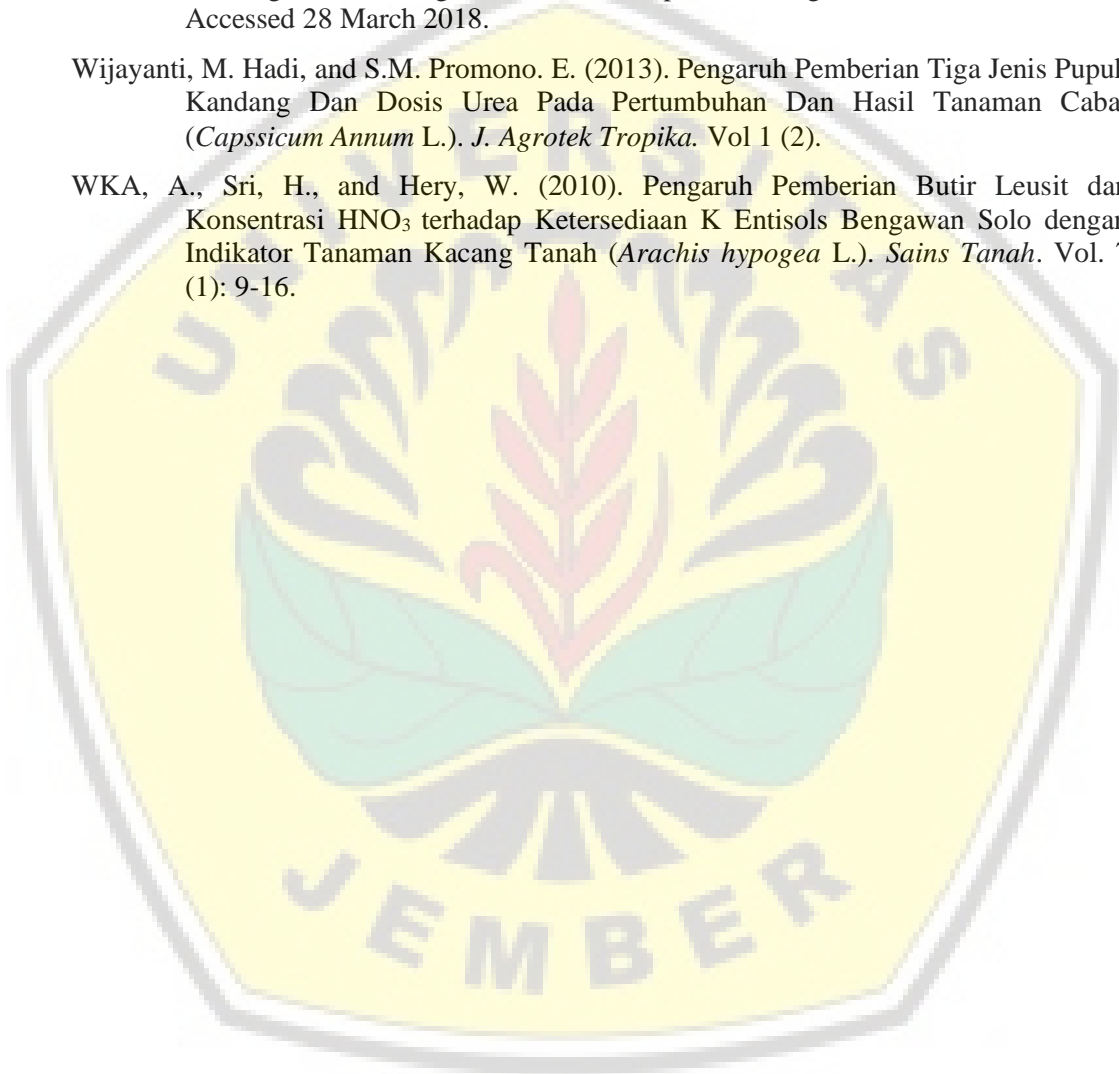 Accessed 28 March 2018.
Wijayanti, M. Hadi, and S.M. Promono. E. (2013). Pengaruh Pemberian Tiga Jenis Pupuk
Kandang Dan Dosis Urea Pada Pertumbuhan Dan Hasil Tanaman Caba
(Capssicum Annum L.). J. Agrotek Tropika. Vol 1 (2).
WKA, A., Sri, H., and Hery, W. (2010). Pengaruh Pemberian Butir Leusit dan
Konsentrasi HNO₃ terhadap Ketersediaan K Entisols Bengawan Solo dengan
Indikator Tanaman Kacang Tanah (Arachis hypogea L.). Sains Tanah. Vol. 7
(1): 9-16.
UNIVERSITAS
JEMBER